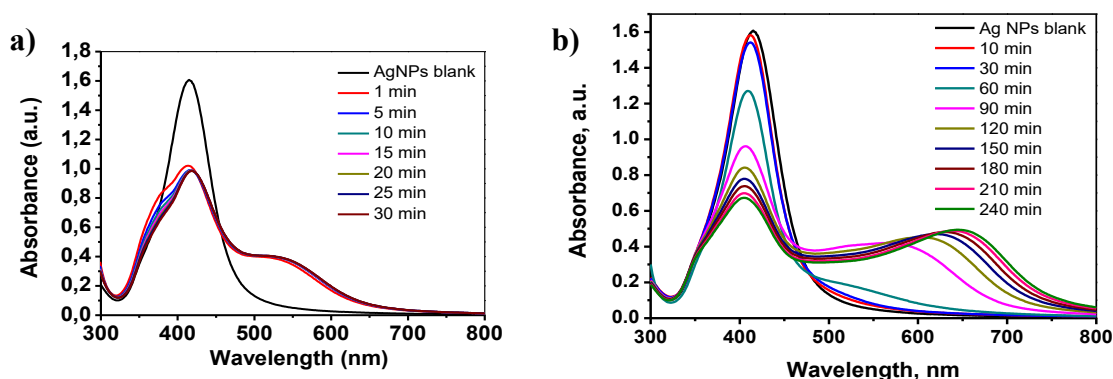 a)
Absorbance (a.u.)
1,8
1,6
1,4
1,2
1,0
0,8
0,6
0,4
0,2
0,0
300 400 500 600 700 800
Wavelength (nm)
AgNPs blank
1 min
5 min
10 min
15 min
20 min
25 min
30 min
b)
Absorbance, a.u.
1.6
1.4
1.2
1.0
0.8
0.6
0.4
0.2
0.0
300 400 500 600 700 800
Wavelength, nm
Ag NPs blank
10 min
30 min
60 min
90 min
120 min
150 min
180 min
210 min
240 min